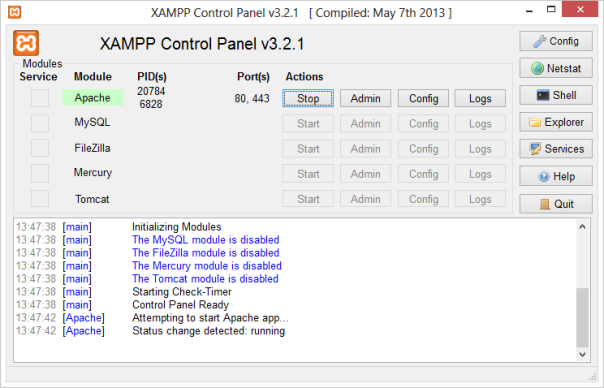 XAMPP Control Panel v3.2.1 [ Compiled: May 7th 2013 ]
XAMPP Control Panel v3.2.1
Config
Modules
Service Module PID(s) Port(s) Actions
Netstat
Apache 20784 6828 80, 443 Stop Admin Config Logs
Shell
MySQL Start Admin Config Logs
Explorer
FileZilla Start Admin Config Logs
Services
Mercury Start Admin Config Logs
Help
Tomcat Start Admin Config Logs
Quit
13:47:38 [main] Initializing Modules
13:47:38 [main] The MySQL module is disabled
13:47:38 [main] The FileZilla module is disabled
13:47:38 [main] The Mercury module is disabled
13:47:38 [main] The Tomcat module is disabled
13:47:38 [main] Starting Check-Timer
13:47:38 [main] Control Panel Ready
13:47:42 [Apache] Attempting to start Apache app...
13:47:42 [Apache] Status change detected: running